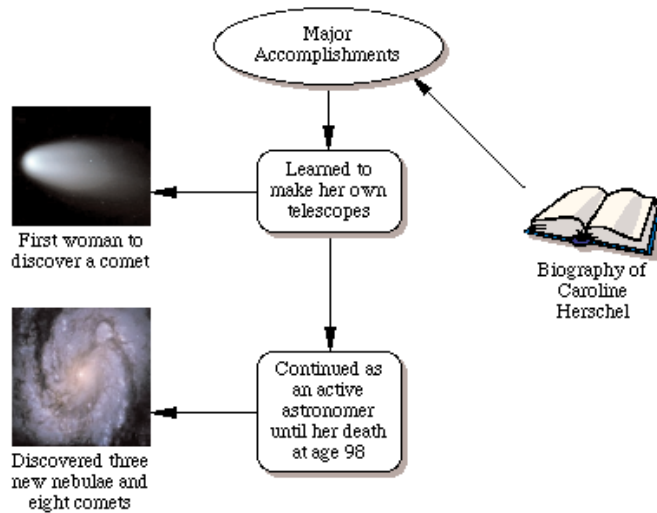 Major
Accomplishments
Learned to
make her own
telescopes
First woman to
discover a comet
Biography of
Caroline
Herschel
Continued as
an active
astronomer
until her death
at age 98
Discovered three
new nebulae and
eight comets